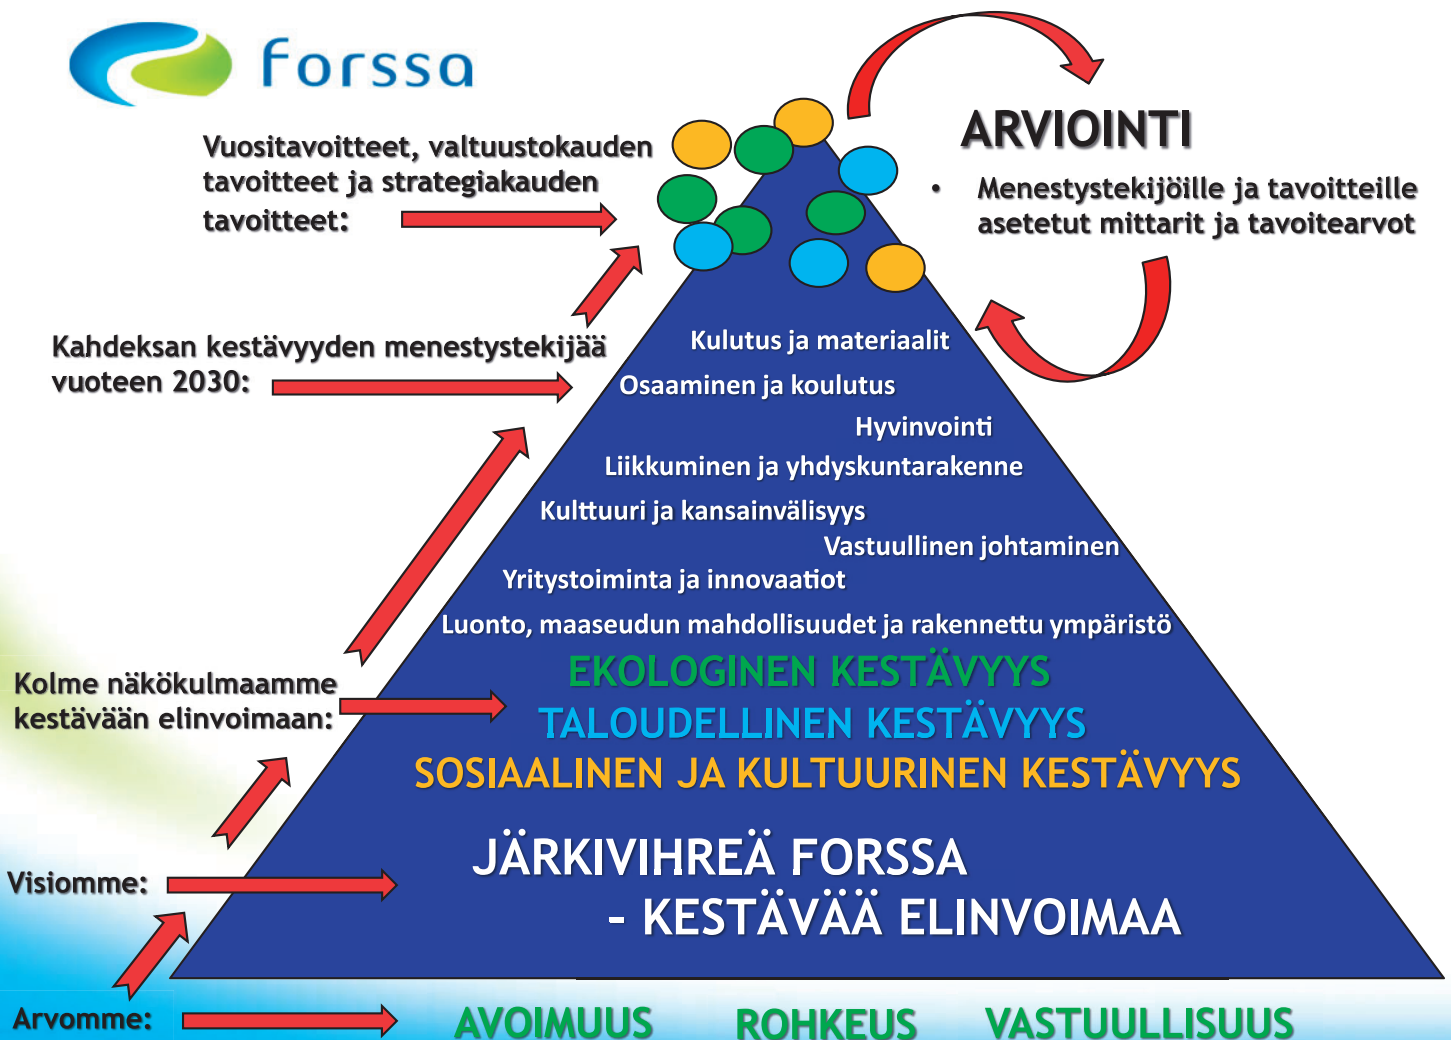 forssa
Vuositavoitteet, valtuustokauden
tavoitteet ja strategiakauden
tavoitteet:
ARVIOINTI
• Menestystekijöille ja tavoitteille
asetetut mittarit ja tavoitearvot
Kahdeksan kestävyyden menestystekijää
vuoteen 2030:
Kulutus ja materiaalit
Osaaminen ja koulutus
Hyvinvointi
Liikkuminen ja yhdyskuntarakenne
Kulttuuri ja kansainvälisyys
Vastuullinen johtaminen
Yritystoiminta ja innovaatiot
Luonto, maaseudun mahdollisuudet ja rakennettu ympäristö
Kolme näkökulmaamme
kestävään elinvoimaan:
EKOLOGINEN KESTÄVYYS
TALOUDELLINEN KESTÄVYYS
SOSIAALINEN JA KULTUURINEN KESTÄVYYS
Visiomme:
JÄRKIVIHREÄ FORSSA
- KESTÄVÄÄ ELINVOIMAA
Arvomme:
AVOIMUUS ROHKEUS VASTUULLISUUS